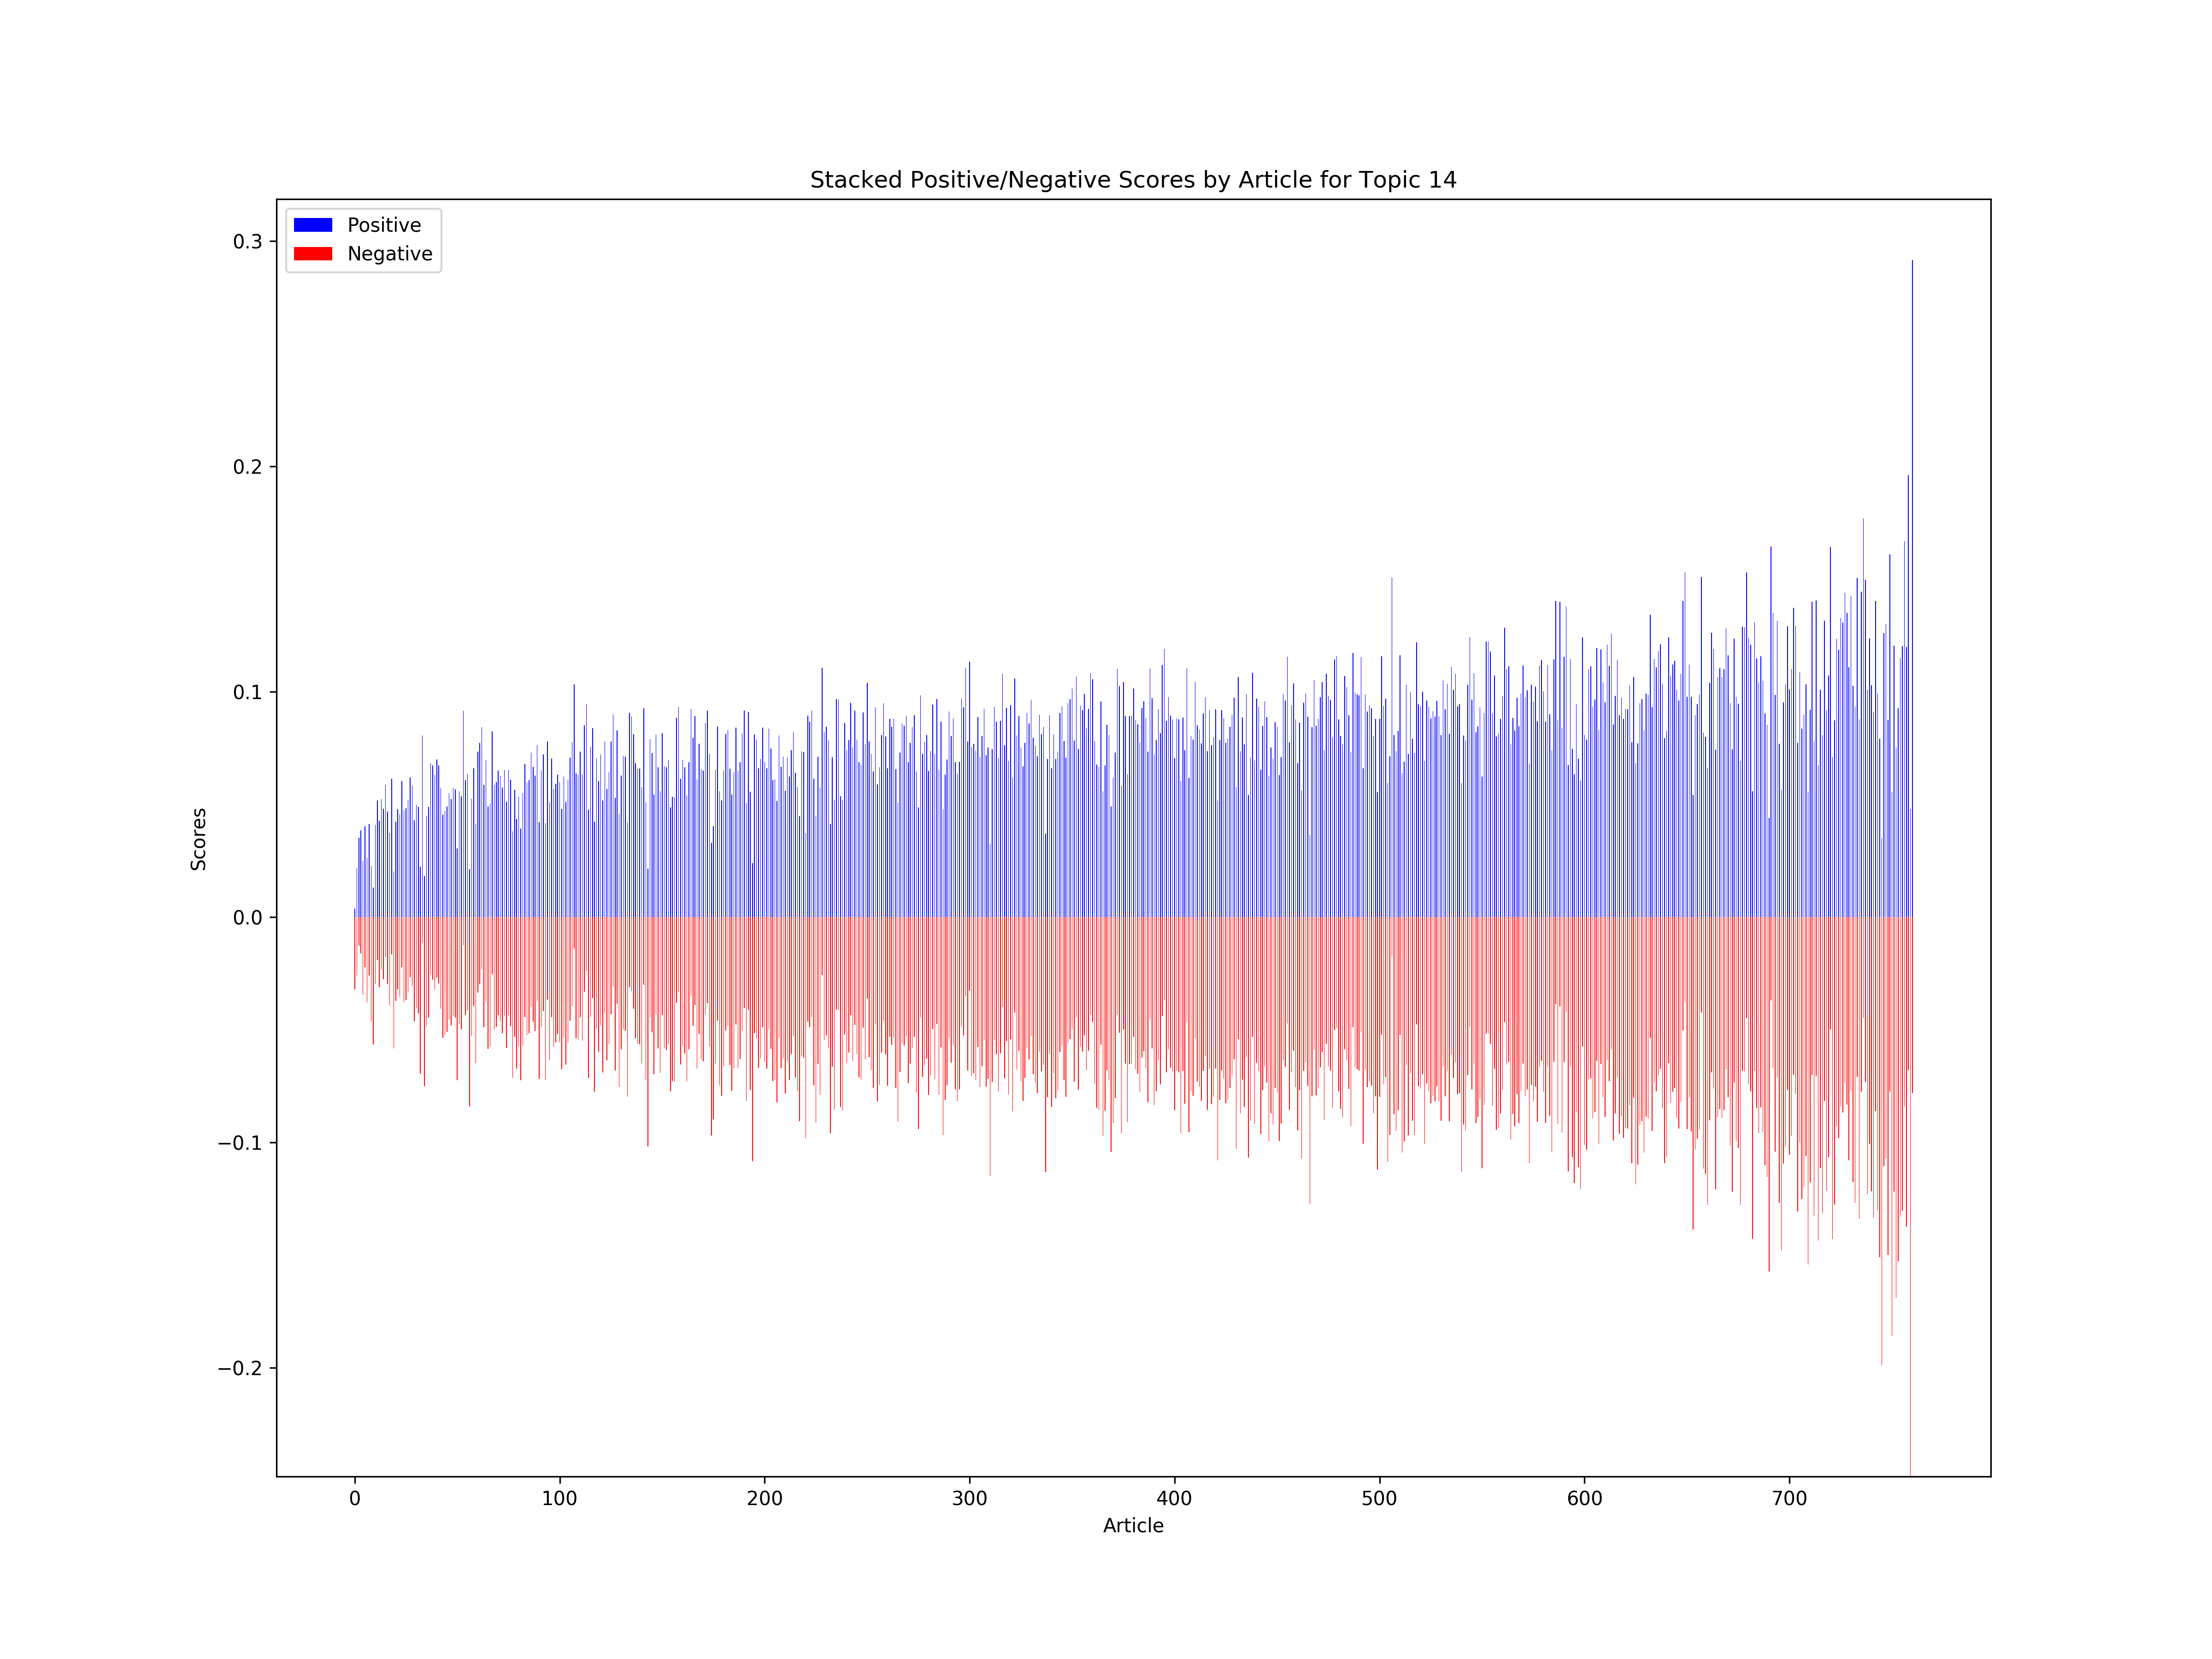 Stacked Positive/Negative Scores by Article for Topic 14
Positive
Negative
0.3
0.2
0.1
0.0
−0.1
−0.2
Scores
0 100 200 300 400 500 600 700
Article